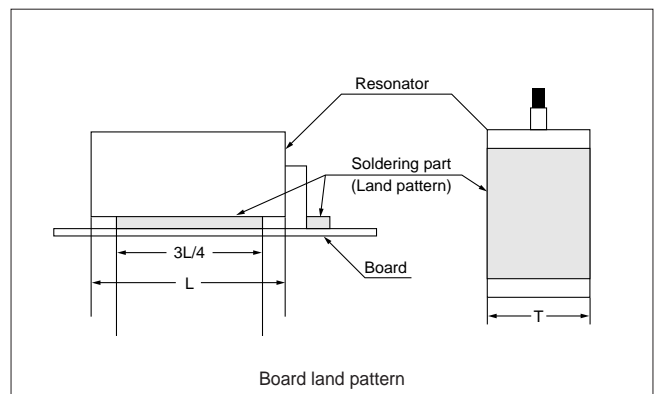 Resonator
Soldering part
(Land pattern)
3L/4
Board
L
T
Board land pattern